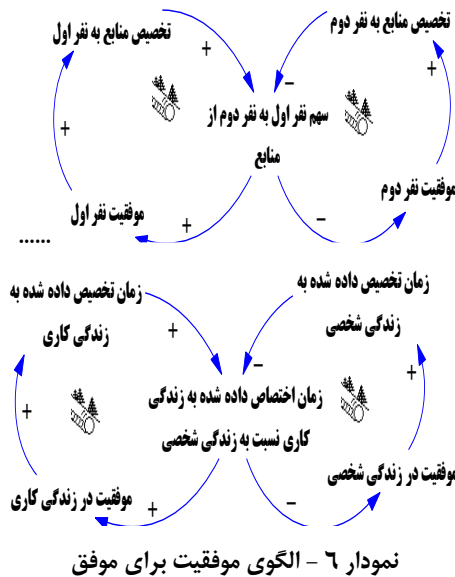 تخصیص منابع به نفر دوم
تخصیص منابع به نفر اول
+
+
−
+
سهم نفر اول به نفر دوم از
منابع
موفقیت نفر دوم
موفقیت نفر اول
+
−
......
زمان تخصیص داده شده به
زندگی شخصی
زمان تخصیص داده شده به
زندگی کاری
+
−
+
+
زمان اختصاص داده شده به زندگی
کاری نسبت به زندگی شخصی
موفقیت در زندگی شخصی
موفقیت در زندگی کاری
+
−
نمودار ٦ - الگوی موفقیت برای موفق